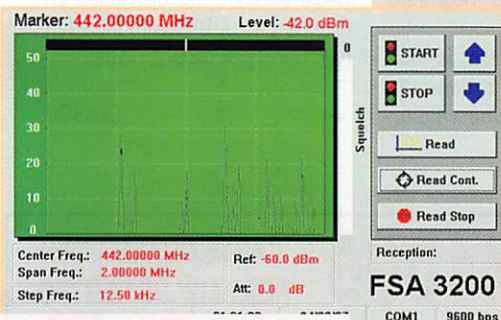 Marker: 442.00000 MHz Level: -42.0 dBm
50
40
30
20
10
0
0
Squelch
START
STOP
Read
Read Cont.
Read Stop
Center Freq.: 442.00000 MHz
Span Freq.: 2.00000 MHz
Step Freq.: 12.50 kHz
Ref: -60.0 dBm
Att: 0.0 dB
Reception:
FSA 3200
COM1 9600 bps